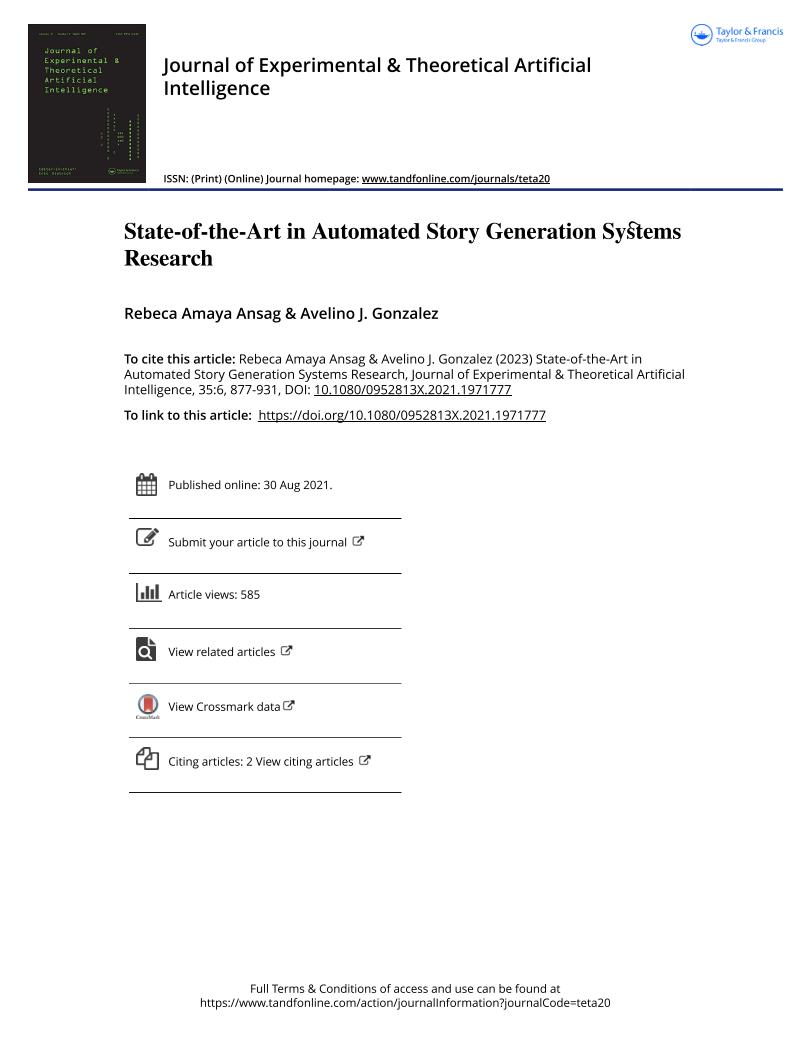 Journal of
Experimental &
Theoretical
Artificial
Intelligence
Taylor & Francis
Taylor & Francis Group
Journal of Experimental & Theoretical Artificial
Intelligence
ISSN: (Print) (Online) Journal homepage: www.tandfonline.com/journals/teta20
State-of-the-Art in Automated Story Generation Systems
Research
Rebeca Amaya Ansag & Avelino J. Gonzalez
To cite this article: Rebeca Amaya Ansag & Avelino J. Gonzalez (2023) State-of-the-Art in
Automated Story Generation Systems Research, Journal of Experimental & Theoretical Artificial
Intelligence, 35:6, 877-931, DOI: 10.1080/0952813X.2021.1971777
To link to this article: https://doi.org/10.1080/0952813X.2021.1971777
Published online: 30 Aug 2021.
Submit your article to this journal
Article views: 585
View related articles
View Crossmark data
CrossMark
Citing articles: 2 View citing articles
Full Terms & Conditions of access and use can be found at
https://www.tandfonline.com/action/journalInformation?journalCode=teta20